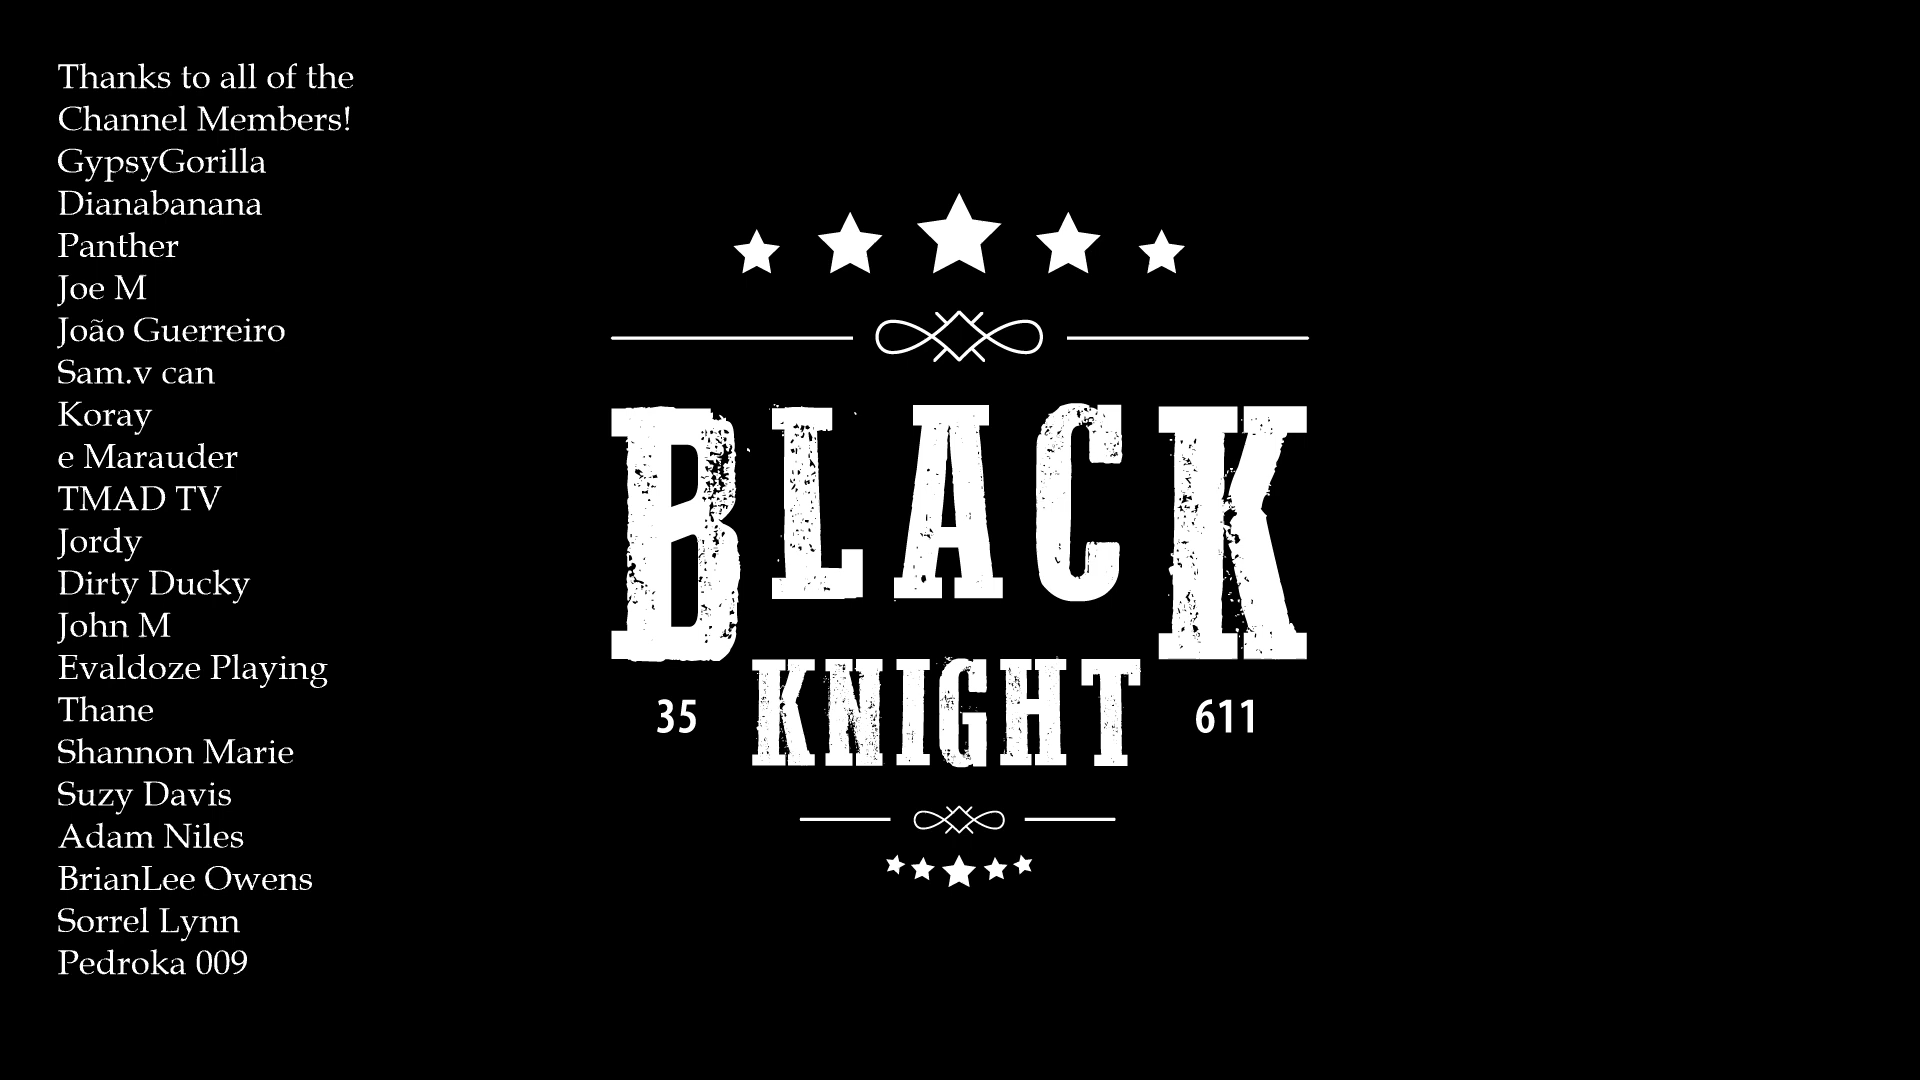 Thanks to all of the
Channel Members!
GypsyGorilla
Dianabanana
Panther
Joe M
João Guerreiro
Sam.v can
Koray
e Marauder
TMAD TV
Jordy
Dirty Ducky
John M
Evaldoze Playing
Thane
Shannon Marie
Suzy Davis
Adam Niles
BrianLee Owens
Sorrel Lynn
Pedroka 009
BLACK
35 KNIGHT 611